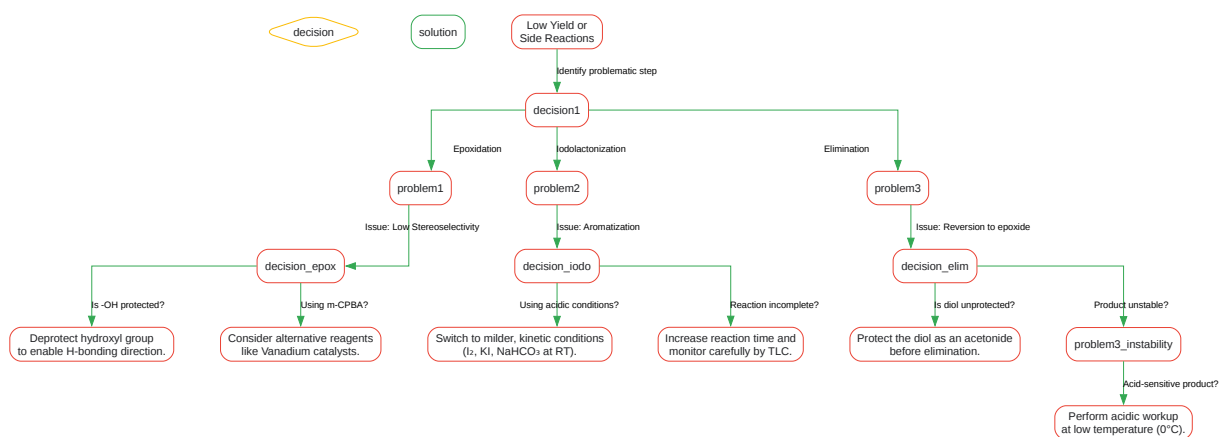 decision
solution
Low Yield or
Side Reactions
Identify problematic step
decision1
Epoxidation
Iodolactonization
Elimination
problem1
problem2
problem3
Issue: Low Stereoselectivity
Issue: Aromatization
Issue: Reversion to epoxide
decision_epox
decision_iodo
decision_elim
Is -OH protected?
Using m-CPBA?
Using acidic conditions?
Reaction incomplete?
Is diol unprotected?
Product unstable?
Deprotect hydroxyl group
to enable H-bonding direction.
Consider alternative reagents
like Vanadium catalysts.
Switch to milder, kinetic conditions
(I₂, KI, NaHCO₃ at RT).
Increase reaction time and
monitor carefully by TLC.
Protect the diol as an acetonide
before elimination.
problem3_instability
Acid-sensitive product?
Perform acidic workup
at low temperature (0°C).